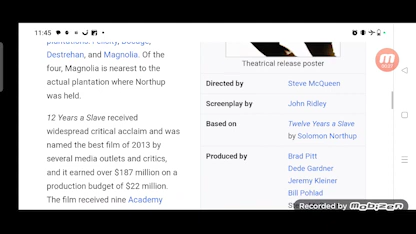 11:45
Destrehan, and Magnolia. Of the
four, Magnolia is nearest to the
actual plantation where Northup
was held.
12 Years a Slave received
widespread critical acclaim and was
named the best film of 2013 by
several media outlets and critics,
and it earned over $187 million on a
production budget of $22 million.
The film received nine Academy
Theatrical release poster
Directed by Steve McQueen
Screenplay by John Ridley
Based on Twelve Years a Slave
by Solomon Northup
Produced by Brad Pitt
Dede Gardner
Jeremy Kleiner
Bill Pohlad
Recorded by Mobizen